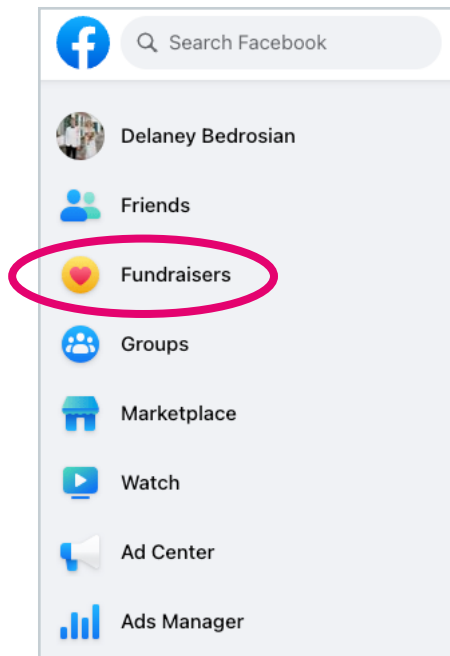 Search Facebook
Delaney Bedrosian
Friends
Fundraisers
Groups
Marketplace
Watch
Ad Center
Ads Manager